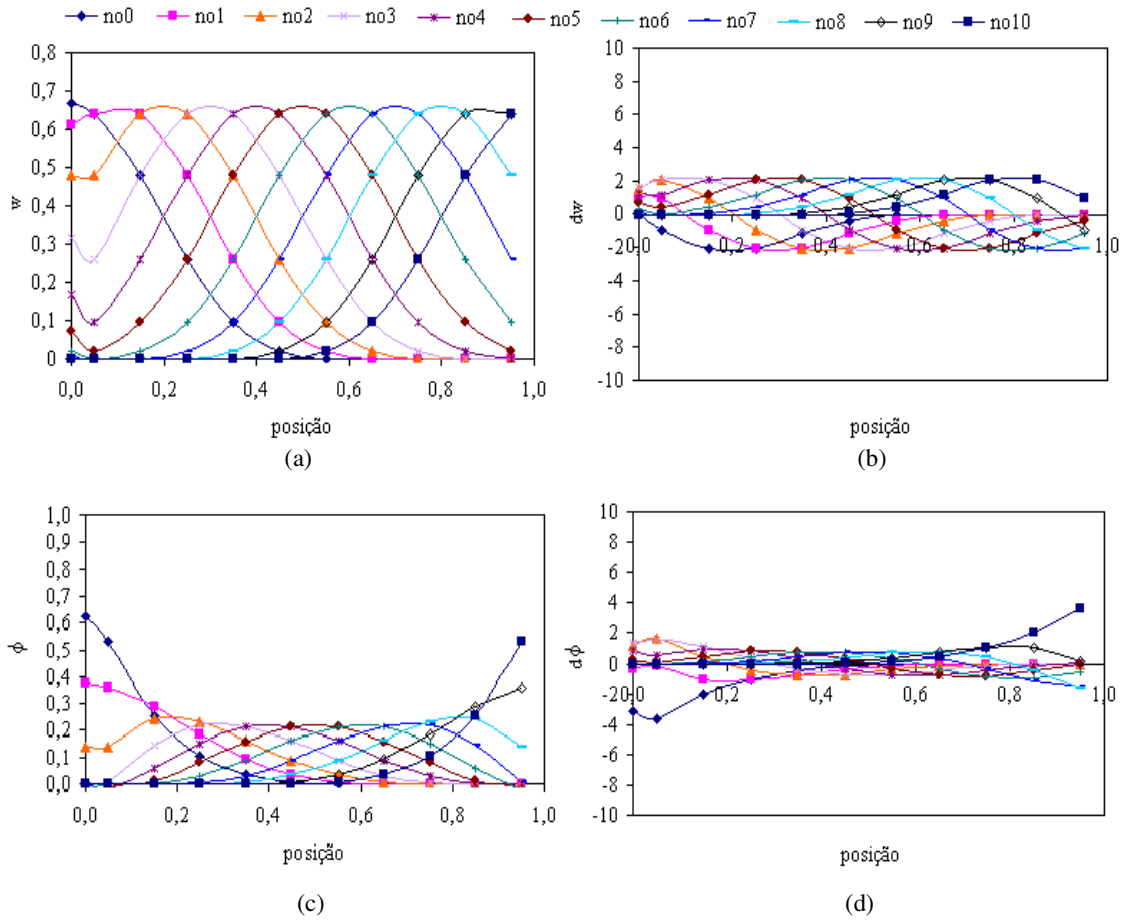 no0 no1 no2 no3 no4 no5 no6 no7 no8 no9 no10
0,8
0,7
0,6
0,5
0,4
0,3
0,2
0,1
0
w
0,0 0,2 0,4 0,6 0,8 1,0
posição
(a)
10
8
6
4
2
0
-2
-4
-6
-8
-10
dw
0,0 0,2 0,4 0,6 0,8 1,0
posição
(b)
1,0
0,9
0,8
0,7
0,6
0,5
0,4
0,3
0,2
0,1
0,0
ϕ
0,0 0,2 0,4 0,6 0,8 1,0
posição
(c)
10
8
6
4
2
0
-2
-4
-6
-8
-10
dϕ
0,0 0,2 0,4 0,6 0,8 1,0
posição
(d)